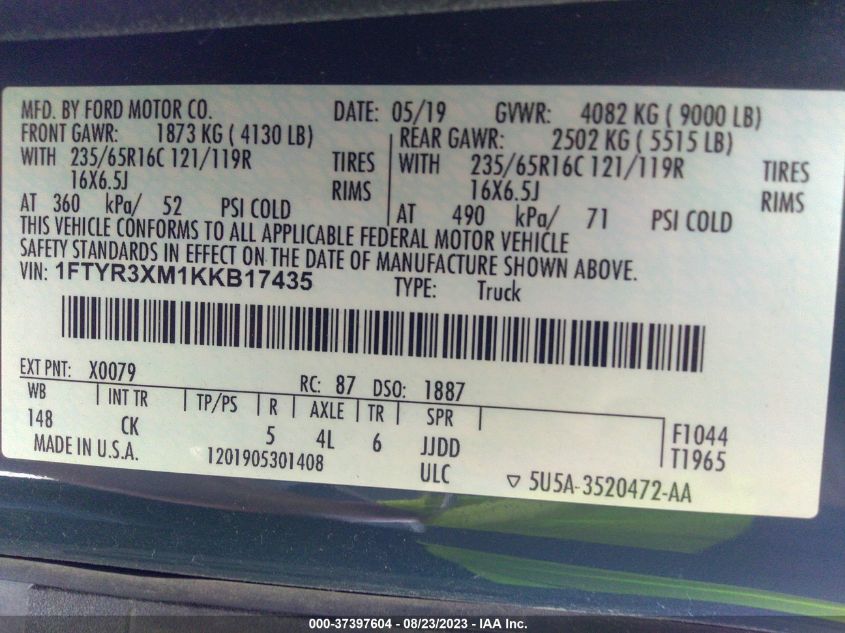 MFD. BY FORD MOTOR CO. DATE: 05/19 GVWR: 4082 KG ( 9000 LB)
FRONT GAWR: 1873 KG ( 4130 LB) REAR GAWR: 2502 KG ( 5515 LB)
WITH 235/65R16C 121/119R TIRES WITH 235/65R16C 121/119R TIRES
16X6.5J RIMS 16X6.5J RIMS
AT 360 kPa/ 52 PSI COLD AT 490 kPa/ 71 PSI COLD
THIS VEHICLE CONFORMS TO ALL APPLICABLE FEDERAL MOTOR VEHICLE
SAFETY STANDARDS IN EFFECT ON THE DATE OF MANUFACTURE SHOWN ABOVE.
VIN: 1FTYR3XM1KKB17435 TYPE: Truck
EXT PNT: X0079 RC: 87 DSO: 1887
WB INT TR TP/PS R AXLE TR SPR
148 CK 5 4L 6 JJDD F1044
MADE IN U.S.A. 1201905301408 ULC T1965
5U5A-3520472-AA
000-37397604 - 08/23/2023 - IAA Inc.